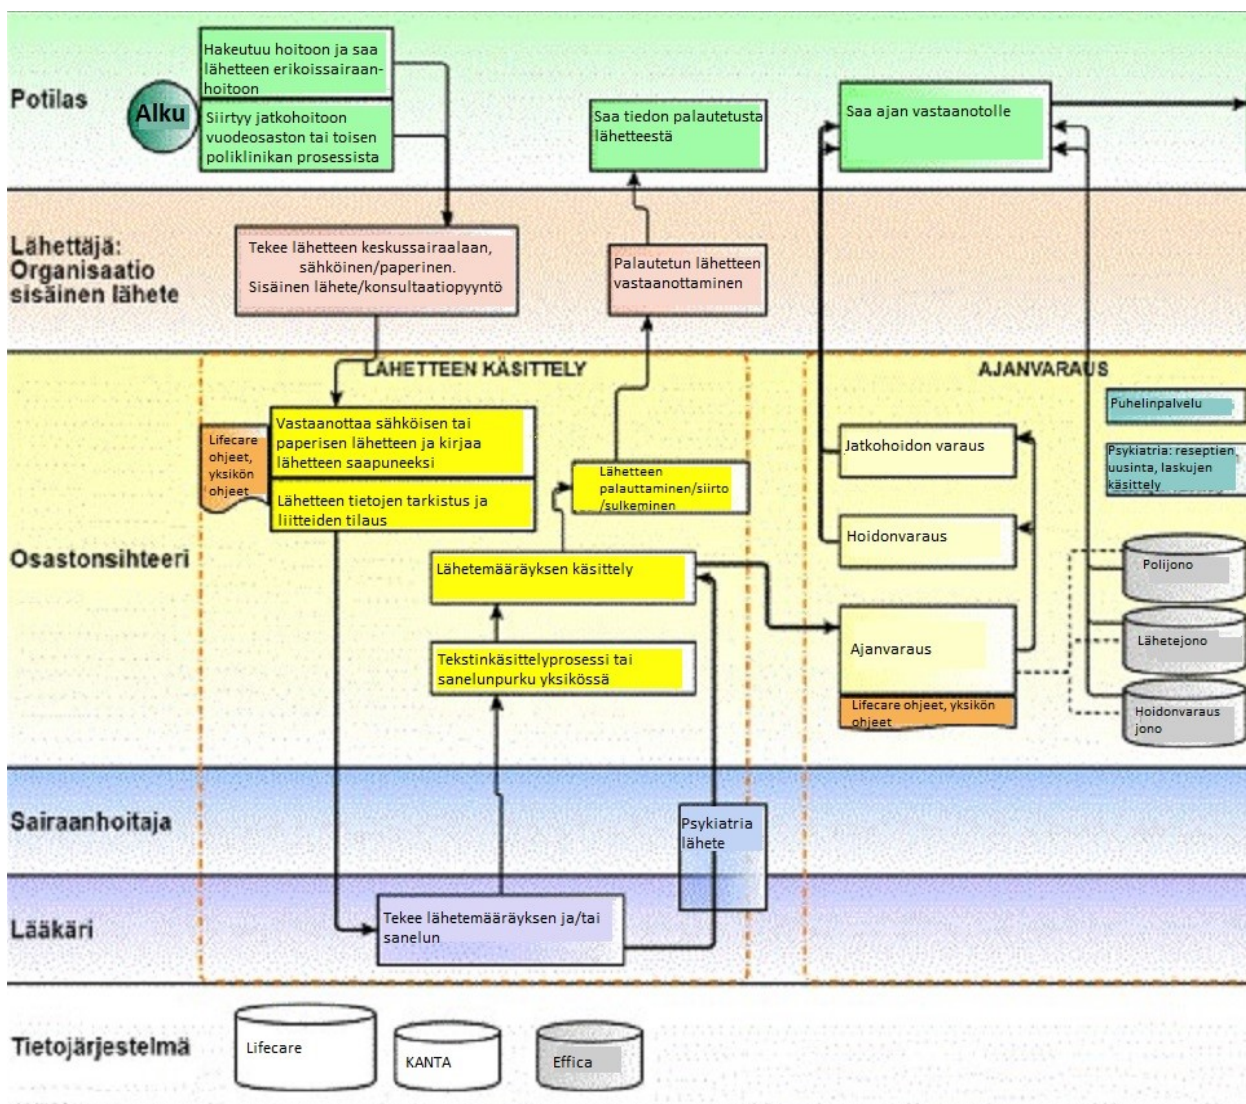 Potilas
Alku
Hakeutuu hoitoon ja saa
lähetteen erikoissairaan-
hoitoon
Siirtyy jatkohoitoon
vuodeosaston tai toisen
poliklinikan prosessista
Saa tiedon palautetusta
lähetteestä
Saa ajan vastaanotolle
Lähettäjä:
Organisaatio
sisäinen lähete
Tekee lähetteen keskussairaalaan,
sähköinen/paperinen.
Sisäinen lähete/konsultaatiopyyntö
Palautetun lähetteen
vastaanottaminen
Osastonsihteeri
LÄHETTEEN KÄSITTELY
Lifecare
ohjeet,
yksikön
ohjeet
Vastaanottaa sähköisen tai
paperisen lähetteen ja kirjaa
lähetteen saapuneeksi
Lähetteen tietojen tarkistus ja
liitteiden tilaus
Lähetteen
palauttaminen/siirto
/sulkeminen
Lähetemääräyksen käsittely
Tekstinkäsittelyprosessi tai
sanelunpurku yksikössä
AJANVARAUS
Puhelinpalvelu
Jatkohoidon varaus
Psykiatria: reseptien,
uusinta, laskujen
käsittely
Hoidonvaraus
Ajanvaraus
Lifecare ohjeet, yksikön
ohjeet
Polijono
Lähetejono
Hoidonvaraus
jono
Sairaanhoitaja
Psykiatria
lähete
Lääkäri
Tekee lähetemääräyksen ja/tai
sanelun
Tietojärjestelmä
Lifecare
KANTA
Effica